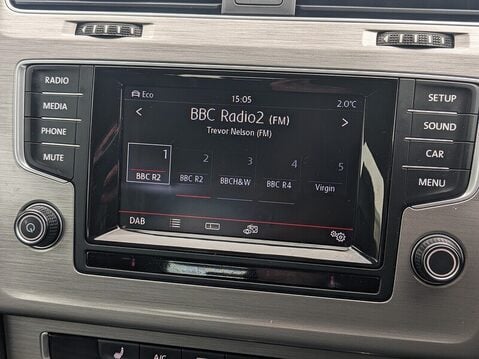 RADIO
MEDIA
PHONE
MUTE
Eco
15:05
2.0°C
<
BBC Radio2 (FM)
>
Trevor Nelson (FM)
1
BBC R2
2
BBC R2
3
BBCH&W
4
BBC R4
5
Virgin
DAB
SETUP
SOUND
CAR
MENU
A/C